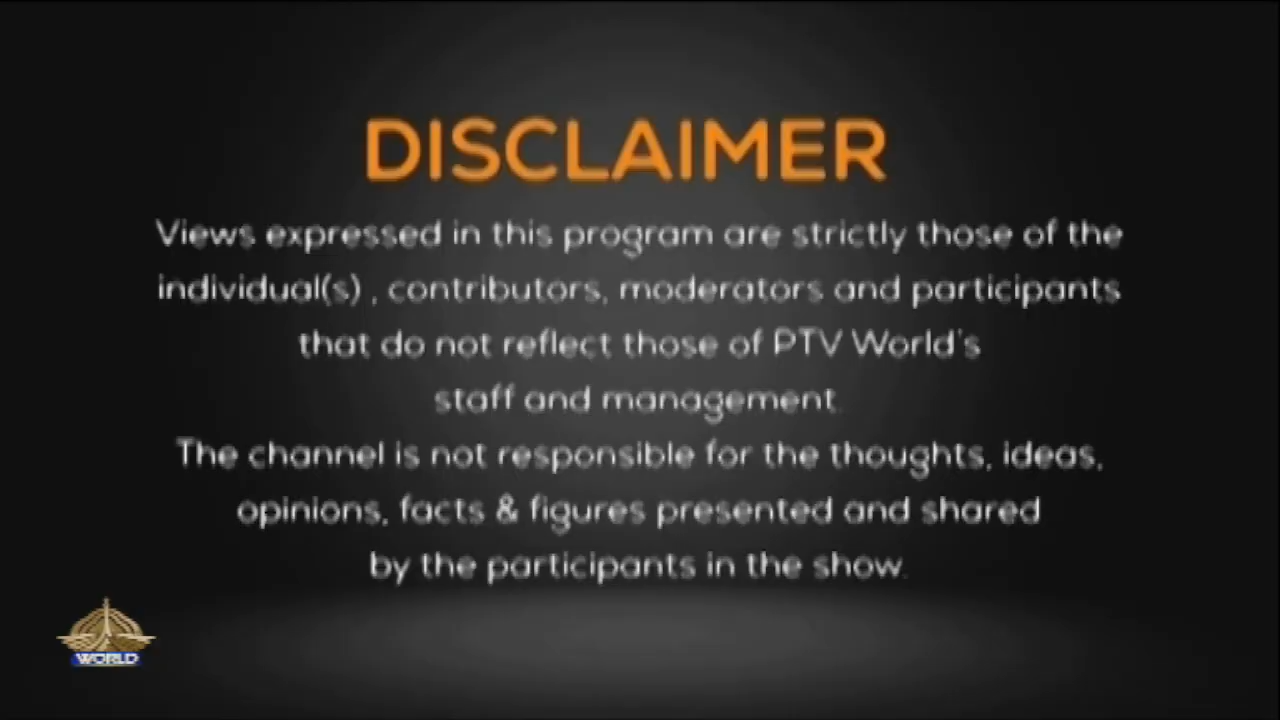 DISCLAIMER
Views expressed in this program are strictly those of the
individual(s) , contributors, moderators and participants
that do not reflect those of PTV World's
staff and management.
The channel is not responsible for the thoughts, ideas,
opinions, facts & figures presented and shared
by the participants in the show.
WORLD